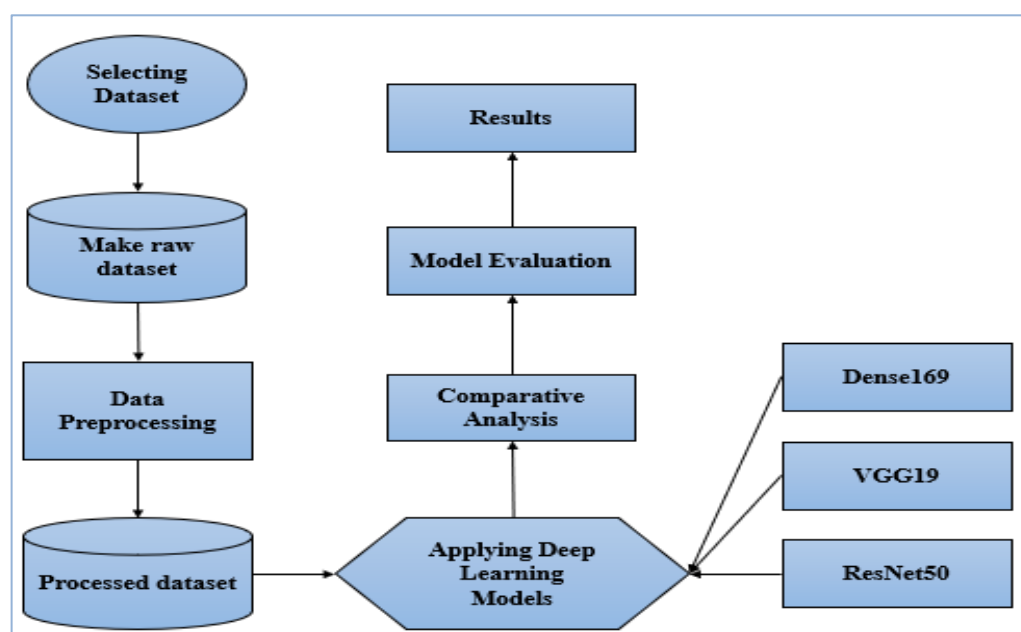 Selecting
Dataset
Make raw
dataset
Data
Preprocessing
Processed dataset
Applying Deep
Learning
Models
Dense169
VGG19
ResNet50
Comparative
Analysis
Model Evaluation
Results